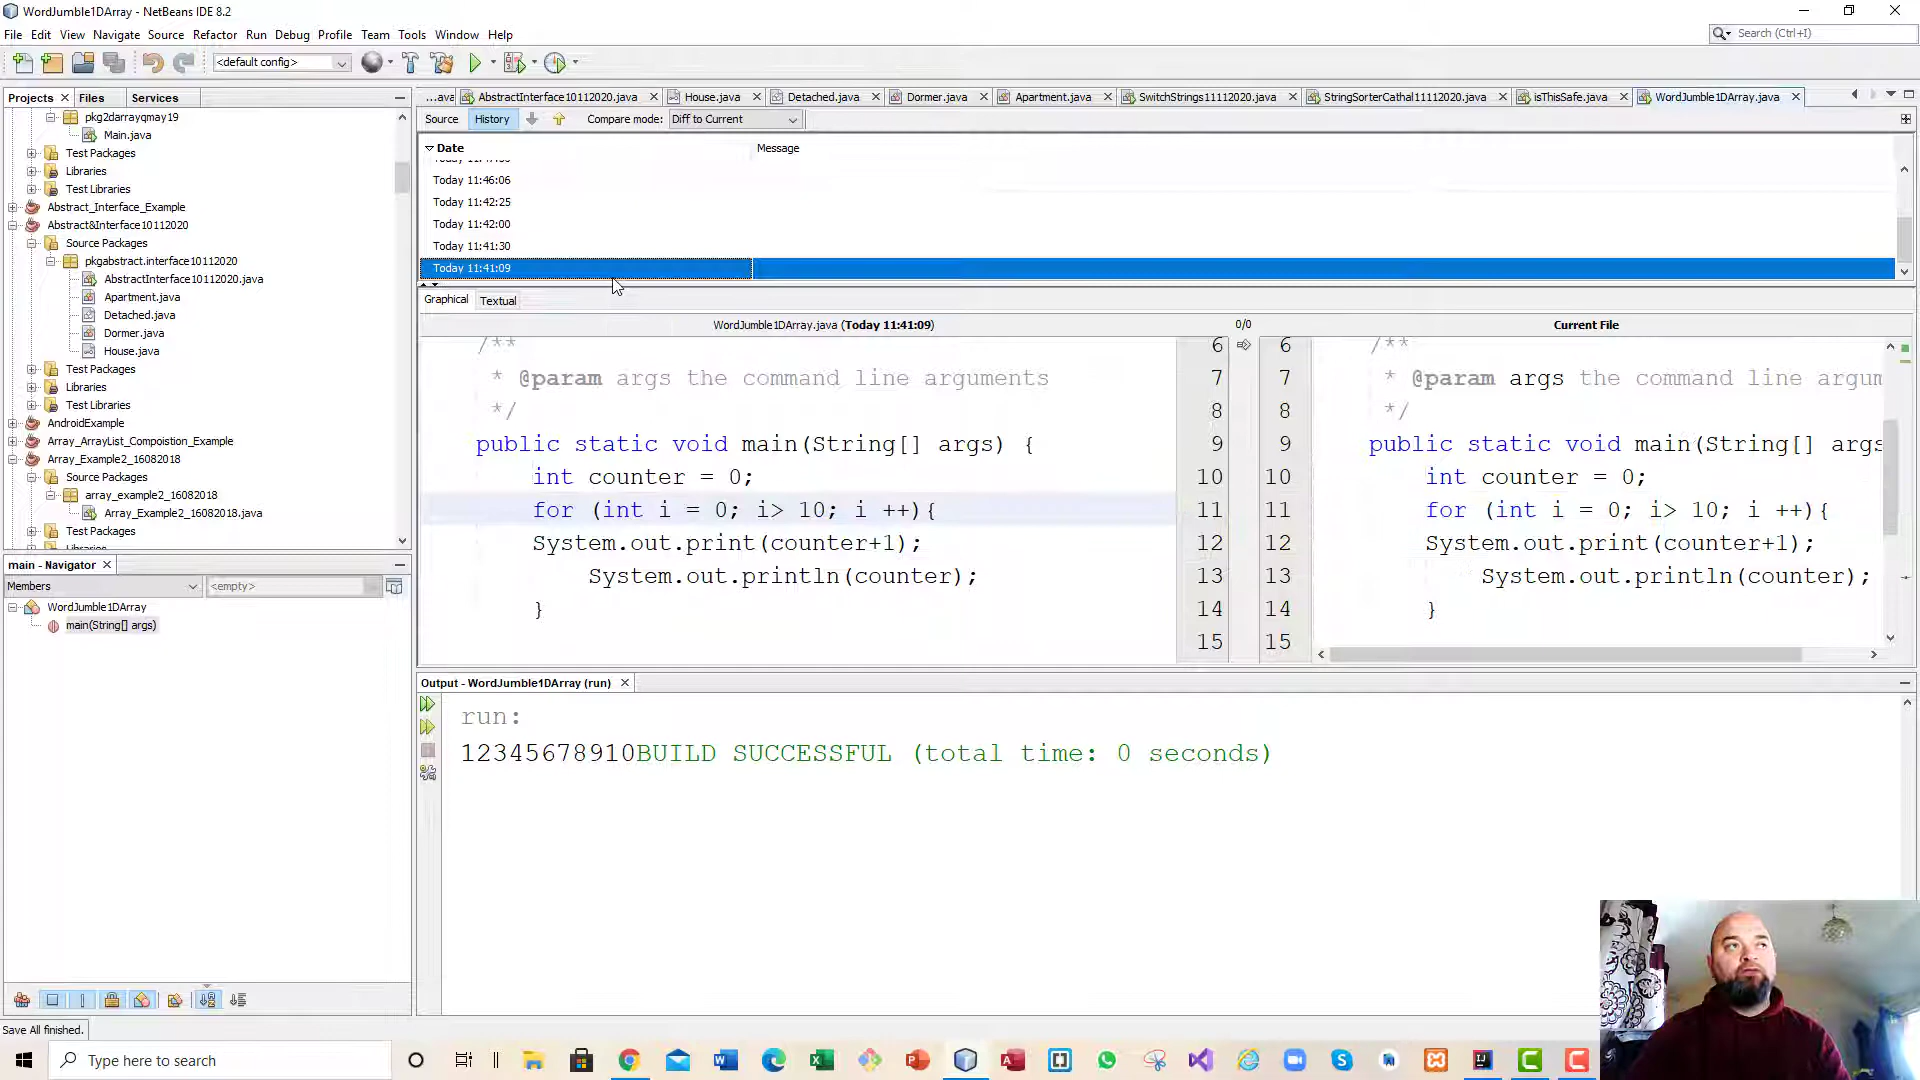 WordJumble1DArray - NetBeans IDE 8.2
File Edit View Navigate Source Refactor Run Debug Profile Team Tools Window Help
Search (Ctrl+I)
<default config>
Projects Files Services
...ava AbstractInterface10112020.java House.java Detached.java Dormer.java Apartment.java SwitchStrings11112020.java StringSorterCathal11112020.java isThisSafe.java WordJumble1DArray.java
pkg2darrayqmay19
Main.java
Test Packages
Libraries
Test Libraries
Abstract_Interface_Example
Abstract&Interface10112020
Source Packages
pkgabstract.interface10112020
AbstractInterface10112020.java
Apartment.java
Detached.java
Dormer.java
House.java
Test Packages
Libraries
Test Libraries
AndroidExample
Array_ArrayList_Compoistion_Example
Array_Example2_16082018
Source Packages
array_example2_16082018
Array_Example2_16082018.java
Test Packages
Libraries
main - Navigator
Members <empty>
WordJumble1DArray
main(String[] args)
Save All finished.
Source History Compare mode: Diff to Current
Date Message
Today 11:46:06
Today 11:42:25
Today 11:42:00
Today 11:41:30
Today 11:41:09
Graphical Textual
WordJumble1DArray.java (Today 11:41:09) 0/0 Current File
/** 6 6 /**
* @param args the command line arguments 7 7 * @param args the command line argum
*/ 8 8 */
public static void main(String[] args) { 9 9 public static void main(String[] args
int counter = 0; 10 10 int counter = 0;
for (int i = 0; i> 10; i ++){ 11 11 for (int i = 0; i> 10; i ++){
System.out.print(counter+1); 12 12 System.out.print(counter+1);
System.out.println(counter); 13 13 System.out.println(counter);
} 14 14 }
15 15
Output - WordJumble1DArray (run)
run:
12345678910BUILD SUCCESSFUL (total time: 0 seconds)
Type here to search